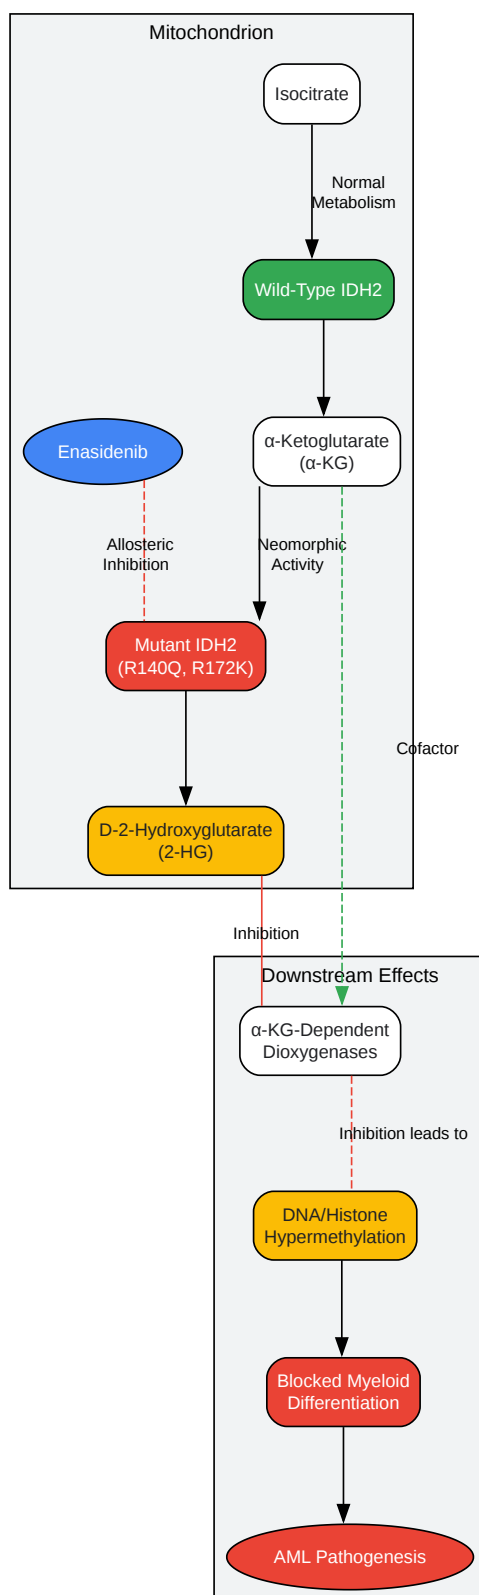 Mitochondrion
Isocitrate
Normal
Metabolism
Wild-Type IDH2
Enasidenib
α-Ketoglutarate
(α-KG)
Allosteric
Inhibition
Neomorphic
Activity
Mutant IDH2
(R140Q, R172K)
Cofactor
D-2-Hydroxyglutarate
(2-HG)
Inhibition
Downstream Effects
α-KG-Dependent
Dioxygenases
Inhibition leads to
DNA/Histone
Hypermethylation
Blocked Myeloid
Differentiation
AML Pathogenesis